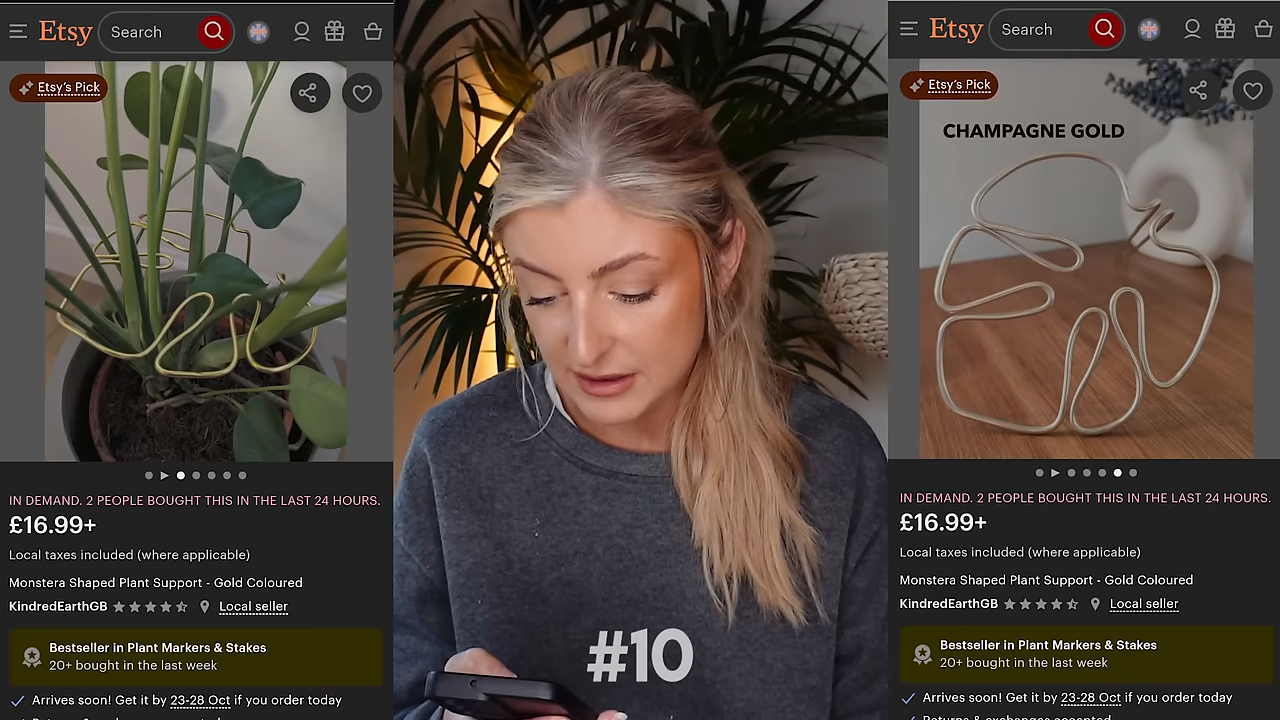 Etsy
Search
Etsy's Pick
IN DEMAND. 2 PEOPLE BOUGHT THIS IN THE LAST 24 HOURS.
£16.99+
Local taxes included (where applicable)
Monstera Shaped Plant Support - Gold Coloured
KindredEarthGB
Local seller
Bestseller in Plant Markers & Stakes
20+ bought in the last week
Arrives soon! Get it by 23-28 Oct if you order today
#10
Etsy
Search
Etsy's Pick
CHAMPAGNE GOLD
IN DEMAND. 2 PEOPLE BOUGHT THIS IN THE LAST 24 HOURS.
£16.99+
Local taxes included (where applicable)
Monstera Shaped Plant Support - Gold Coloured
KindredEarthGB
Local seller
Bestseller in Plant Markers & Stakes
20+ bought in the last week
Arrives soon! Get it by 23-28 Oct if you order today
Returns & exchanges accepted